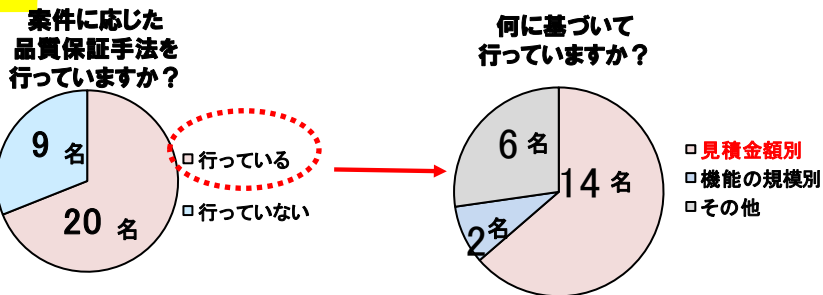 案件に応じた
品質保証手法を
行っていますか?
9 名
20 名
行っている
行っていない
何に基づいて
行っていますか?
6 名
14 名
2名
見積金額別
機能の規模別
その他